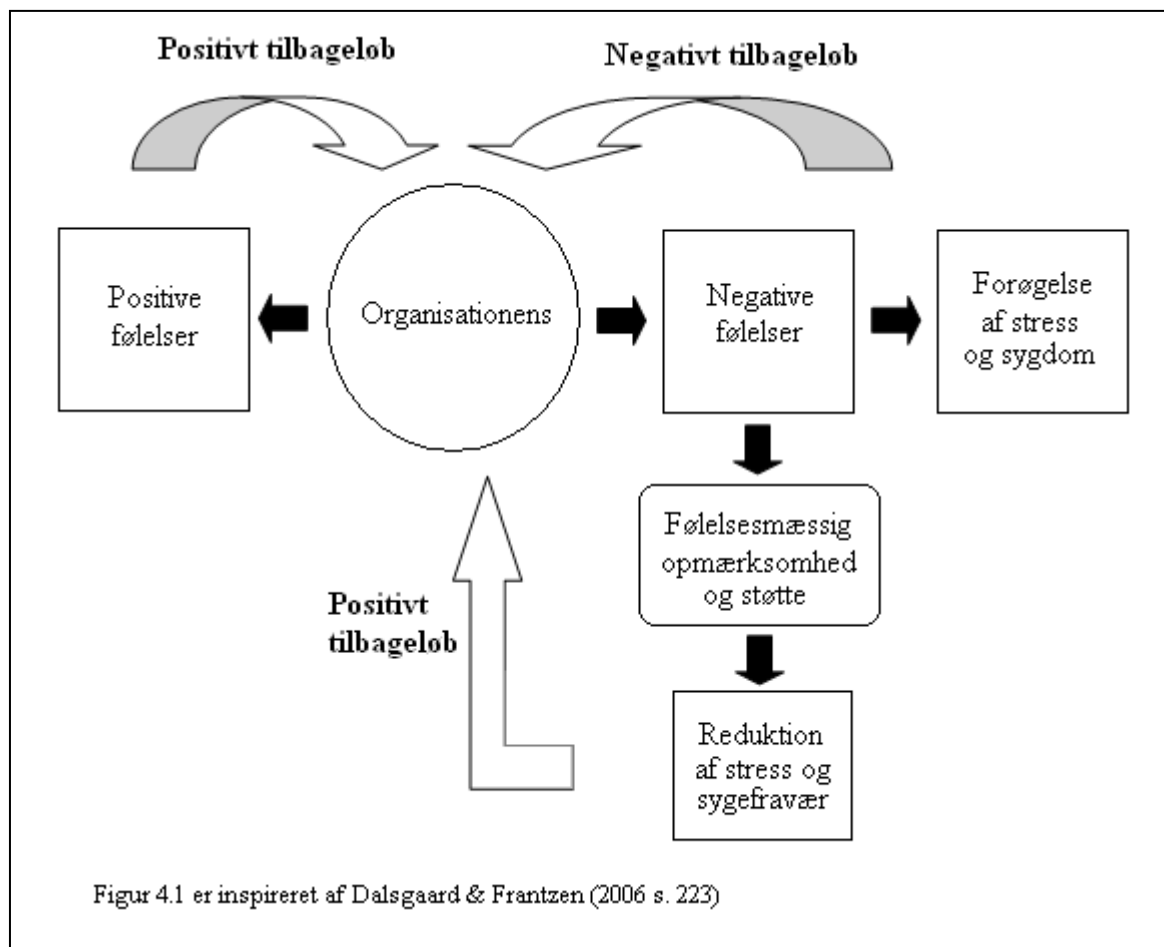 Positivt tilbageløb
Negativt tilbageløb
Positive
følelser
Organisationens
Negative
følelser
Forøgelse
af stress
og sygdom
Følelsesmæssig
opmærksomhed
og støtte
Positivt
tilbageløb
Reduktion
af stress og
sygefravær
Figur 4.1 er inspireret af Dalsgaard & Frantzen (2006 s. 223)